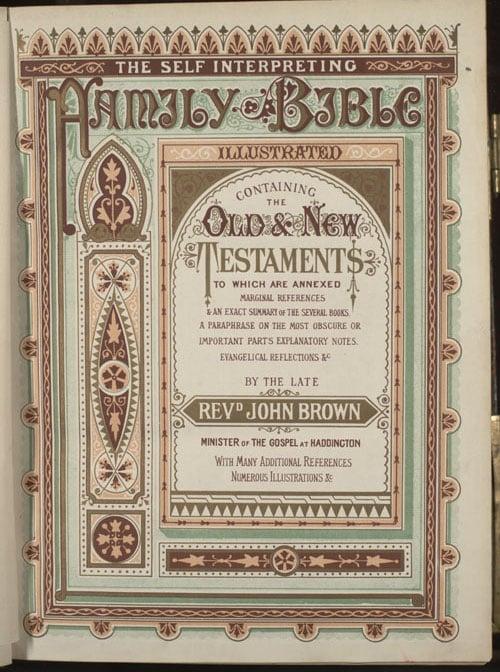 THE SELF INTERPRETING
FAMILY BIBLE
ILLUSTRATED
CONTAINING
THE
OLD & NEW
TESTAMENTS
TO WHICH ARE ANNEXED
MARGINAL REFERENCES
& AN EXACT SUMMARY OF THE SEVERAL BOOKS.
A PARAPHRASE ON THE MOST OBSCURE OR
IMPORTANT PARTS EXPLANATORY NOTES.
EVANGELICAL REFLECTIONS &c
BY THE LATE
REVD JOHN BROWN
MINISTER OF THE GOSPEL AT HADDINGTON
WITH MANY ADDITIONAL REFERENCES
NUMEROUS ILLUSTRATIONS &c